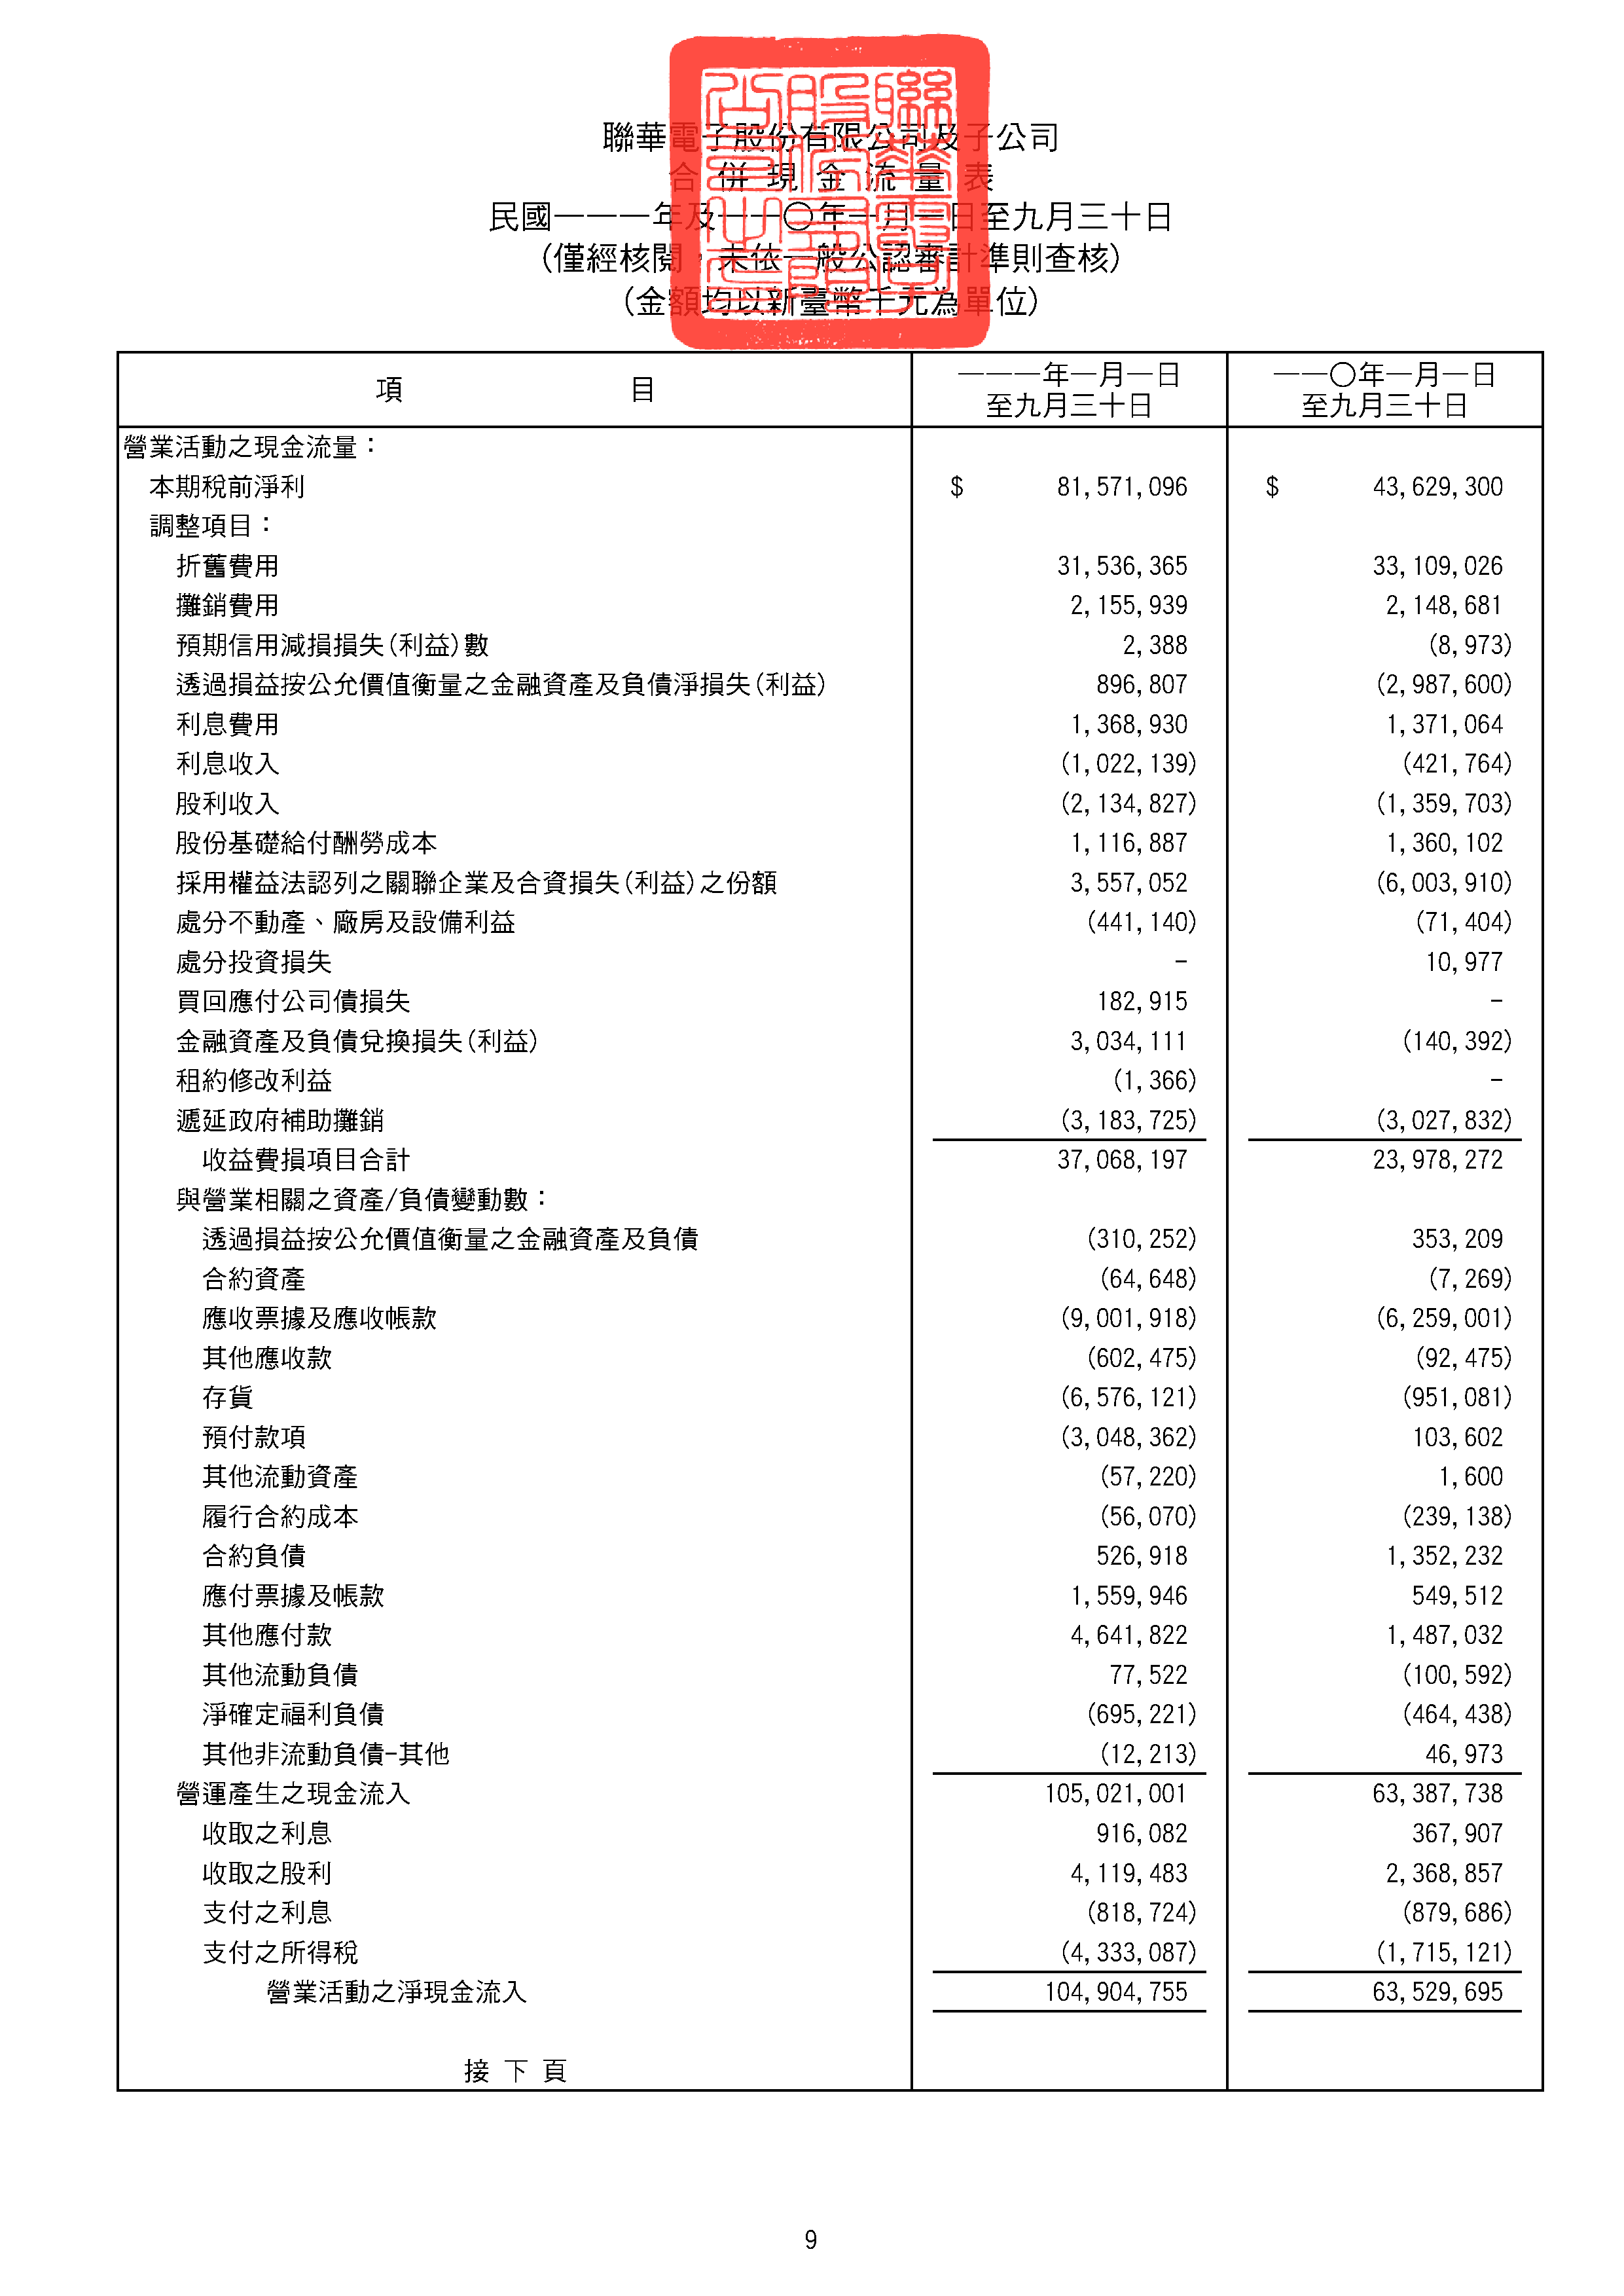 聯華電子股份有限公司及子公司
合併現金流量表
民國一一一年及一一〇年一月一日至九月三十日
(僅經核閱，未依一般公認審計準則查核)
(金額均以新臺幣千元為單位)
項 目 一一一年一月一日 一一〇年一月一日
至九月三十日 至九月三十日
營業活動之現金流量：
本期稅前淨利 $ 81,571,096 $ 43,629,300
調整項目：
折舊費用 31,536,365 33,109,026
攤銷費用 2,155,939 2,148,681
預期信用減損損失(利益)數 2,388 (8,973)
透過損益按公允價值衡量之金融資產及負債淨損失(利益) 896,807 (2,987,600)
利息費用 1,368,930 1,371,064
利息收入 (1,022,139) (421,764)
股利收入 (2,134,827) (1,359,703)
股份基礎給付酬勞成本 1,116,887 1,360,102
採用權益法認列之關聯企業及合資損失(利益)之份額 3,557,052 (6,003,910)
處分不動產、廠房及設備利益 (441,140) (71,404)
處分投資損失 - 10,977
買回應付公司債損失 182,915 -
金融資產及負債兌換損失(利益) 3,034,111 (140,392)
租約修改利益 (1,366) -
遞延政府補助攤銷 (3,183,725) (3,027,832)
收益費損項目合計 37,068,197 23,978,272
與營業相關之資產/負債變動數：
透過損益按公允價值衡量之金融資產及負債 (310,252) 353,209
合約資產 (64,648) (7,269)
應收票據及應收帳款 (9,001,918) (6,259,001)
其他應收款 (602,475) (92,475)
存貨 (6,576,121) (951,081)
預付款項 (3,048,362) 103,602
其他流動資產 (57,220) 1,600
履行合約成本 (56,070) (239,138)
合約負債 526,918 1,352,232
應付票據及帳款 1,559,946 549,512
其他應付款 4,641,822 1,487,032
其他流動負債 77,522 (100,592)
淨確定福利負債 (695,221) (464,438)
其他非流動負債-其他 (12,213) 46,973
營運產生之現金流入 105,021,001 63,387,738
收取之利息 916,082 367,907
收取之股利 4,119,483 2,368,857
支付之利息 (818,724) (879,686)
支付之所得稅 (4,333,087) (1,715,121)
營業活動之淨現金流入 104,904,755 63,529,695
接下頁
9